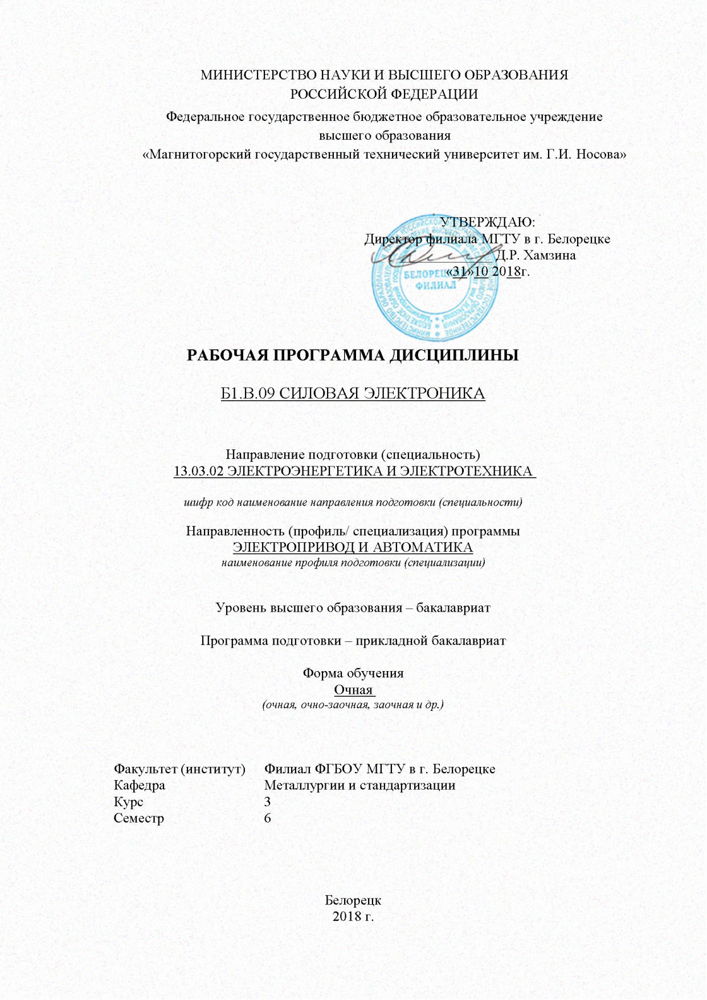 МИНИСТЕРСТВО НАУКИ И ВЫСШЕГО ОБРАЗОВАНИЯ
РОССИЙСКОЙ ФЕДЕРАЦИИ
Федеральное государственное бюджетное образовательное учреждение
высшего образования
«Магнитогорский государственный технический университет им. Г.И. Носова»
УТВЕРЖДАЮ:
Директор филиала МГТУ в г. Белорецке
Д.Р. Хамзина
«31»10 2018г.
БЕЛОРЕЦКИЙ
ФИЛИАЛ
РАБОЧАЯ ПРОГРАММА ДИСЦИПЛИНЫ
Б1.В.09 СИЛОВАЯ ЭЛЕКТРОНИКА
Направление подготовки (специальность)
13.03.02 ЭЛЕКТРОЭНЕРГЕТИКА И ЭЛЕКТРОТЕХНИКА
шифр код наименование направления подготовки (специальности)
Направленность (профиль/ специализация) программы
ЭЛЕКТРОПРИВОД И АВТОМАТИКА
наименование профиля подготовки (специализации)
Уровень высшего образования – бакалавриат
Программа подготовки – прикладной бакалавриат
Форма обучения
Очная
(очная, очно-заочная, заочная и др.)
Факультет (институт) Филиал ФГБОУ МГТУ в г. Белорецке
Кафедра Металлургии и стандартизации
Курс 3
Семестр 6
Белорецк
2018 г.